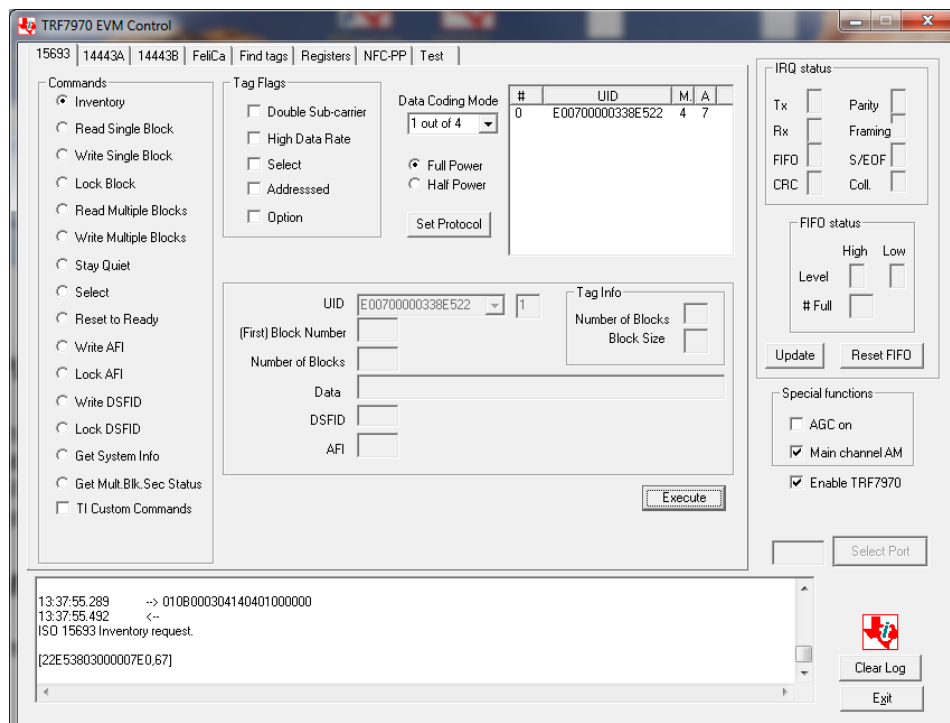 TRF7970 EVM Control
15693 14443A 14443B FeliCa Find tags Registers NFC-PP Test
Commands
Inventory
Read Single Block
Write Single Block
Lock Block
Read Multiple Blocks
Write Multiple Blocks
Stay Quiet
Select
Reset to Ready
Write AFI
Lock AFI
Write DSFID
Lock DSFID
Get System Info
Get Mult.Blk.Sec Status
TI Custom Commands
Tag Flags
Double Sub-carrier
High Data Rate
Select
Addresssed
Option
Data Coding Mode
1 out of 4
Full Power
Half Power
Set Protocol
# UID M. A
0 E00700000338E522 4 7
UID E00700000338E522 1
(First) Block Number
Number of Blocks
Data
DSFID
AFI
Tag Info
Number of Blocks
Block Size
Execute
IRQ status
Tx Parity
Rx Framing
FIFO S/EOF
CRC Coll.
FIFO status
High Low
Level
# Full
Update Reset FIFO
Special functions
AGC on
Main channel AM
Enable TRF7970
Select Port
13:37:55.289 --> 010B000304140401000000
13:37:55.492 <--
ISO 15693 Inventory request.
[22E53803000007E0,67]
Clear Log
Exit